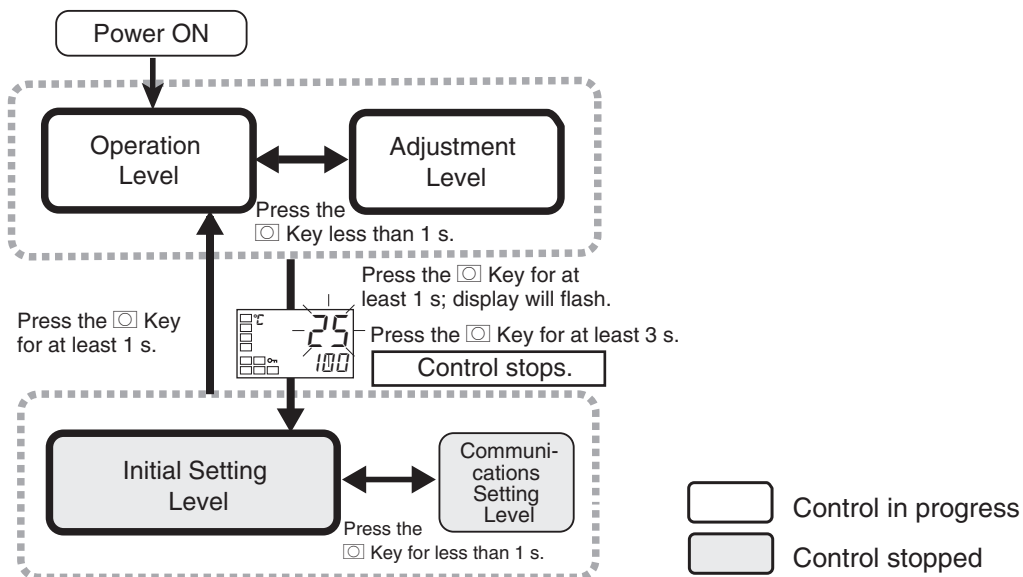 Power ON
Operation
Level
Adjustment
Level
Press the
Key less than 1 s.
Press the Key for at
least 1 s; display will flash.
Press the Key
for at least 1 s.
°C
25
100
Press the Key for at least 3 s.
Control stops.
Initial Setting
Level
Communi-
cations
Setting
Level
Press the
Key for less than 1 s.
Control in progress
Control stopped